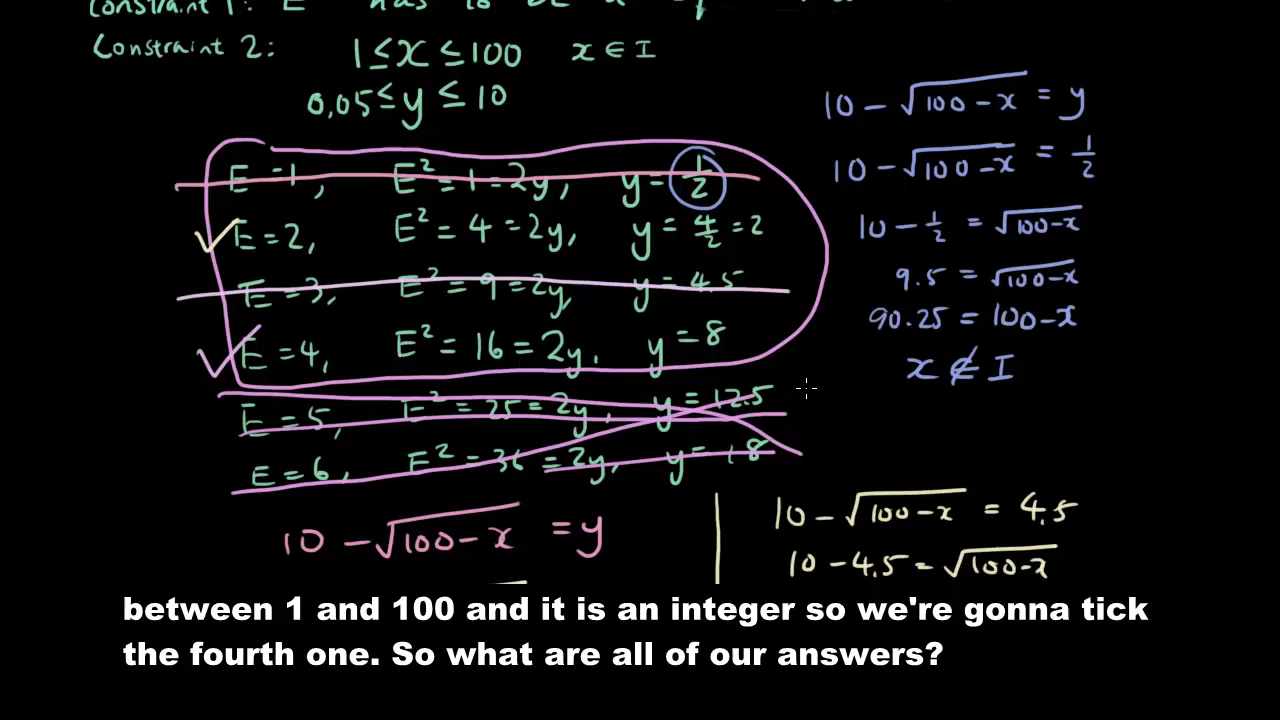 Constraint 2: 1 ≤ x ≤ 100 x ∈ I
0,05 ≤ y ≤ 10
E = 1, E² = 1 = 2y, y = 1/2
E = 2, E² = 4 = 2y, y = 4/2 = 2
E = 3, E² = 9 = 2y, y = 4.5
E = 4, E² = 16 = 2y, y = 8
E = 5, E² = 25 = 2y, y = 12.5
E = 6, E² = 36 = 2y, y = 18
10 - √100 - x = y
10 - √100 - x = y
10 - √100 - x = 1/2
10 - 1/2 = √100 - x
9.5 = √100 - x
90.25 = 100 - x
x ∉ I
10 - √100 - x = 4.5
10 - 4.5 = √100 - x
between 1 and 100 and it is an integer so we're gonna tick
the fourth one. So what are all of our answers?